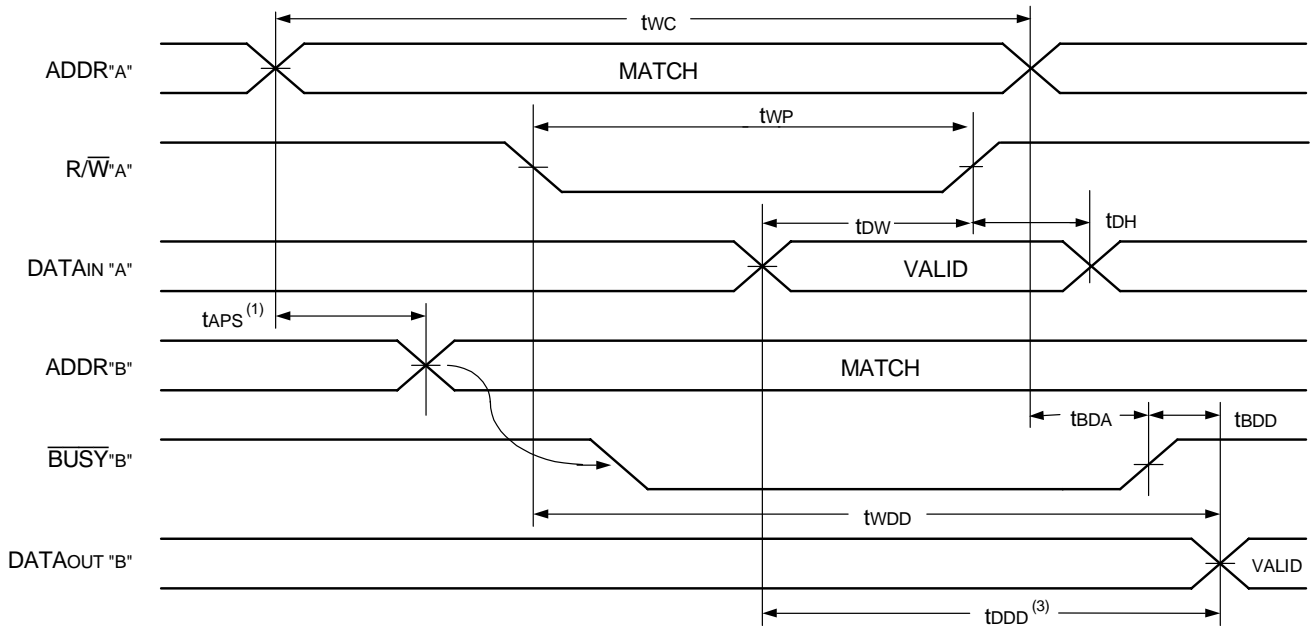 tWC
ADDR"A"
MATCH
tWP
R/W"A"
tDW
tDH
DATAIN "A"
VALID
tAPS(1)
ADDR"B"
MATCH
tBDA
tBDD
BUSY"B"
tWDD
DATAOUT "B"
VALID
tDDD(3)